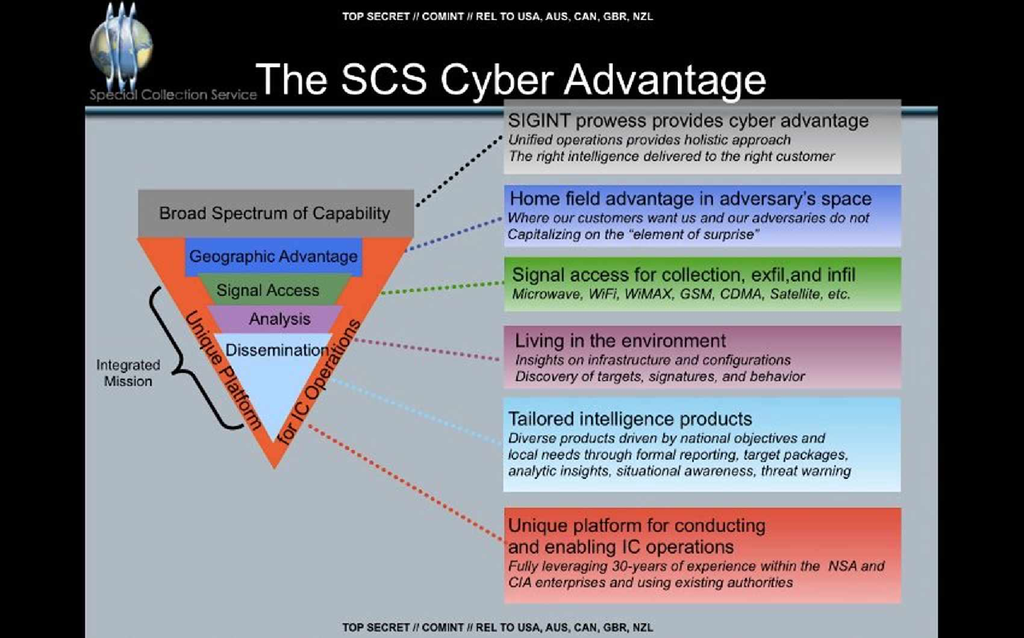 TOP SECRET // COMINT // REL TO USA, AUS, CAN, GBR, NZL
Special Collection Service
The SCS Cyber Advantage
Broad Spectrum of Capability
Geographic Advantage
Signal Access
Analysis
Dissemination
Unique Platform
for IC Operations
Integrated
Mission
SIGINT prowess provides cyber advantage
Unified operations provides holistic approach
The right intelligence delivered to the right customer
Home field advantage in adversary's space
Where our customers want us and our adversaries do not
Capitalizing on the “element of surprise”
Signal access for collection, exfil,and infil
Microwave, WiFi, WiMAX, GSM, CDMA, Satellite, etc.
Living in the environment
Insights on infrastructure and configurations
Discovery of targets, signatures, and behavior
Tailored intelligence products
Diverse products driven by national objectives and
local needs through formal reporting, target packages,
analytic insights, situational awareness, threat warning
Unique platform for conducting
and enabling IC operations
Fully leveraging 30-years of experience within the NSA and
CIA enterprises and using existing authorities
TOP SECRET // COMINT // REL TO USA, AUS, CAN, GBR, NZL